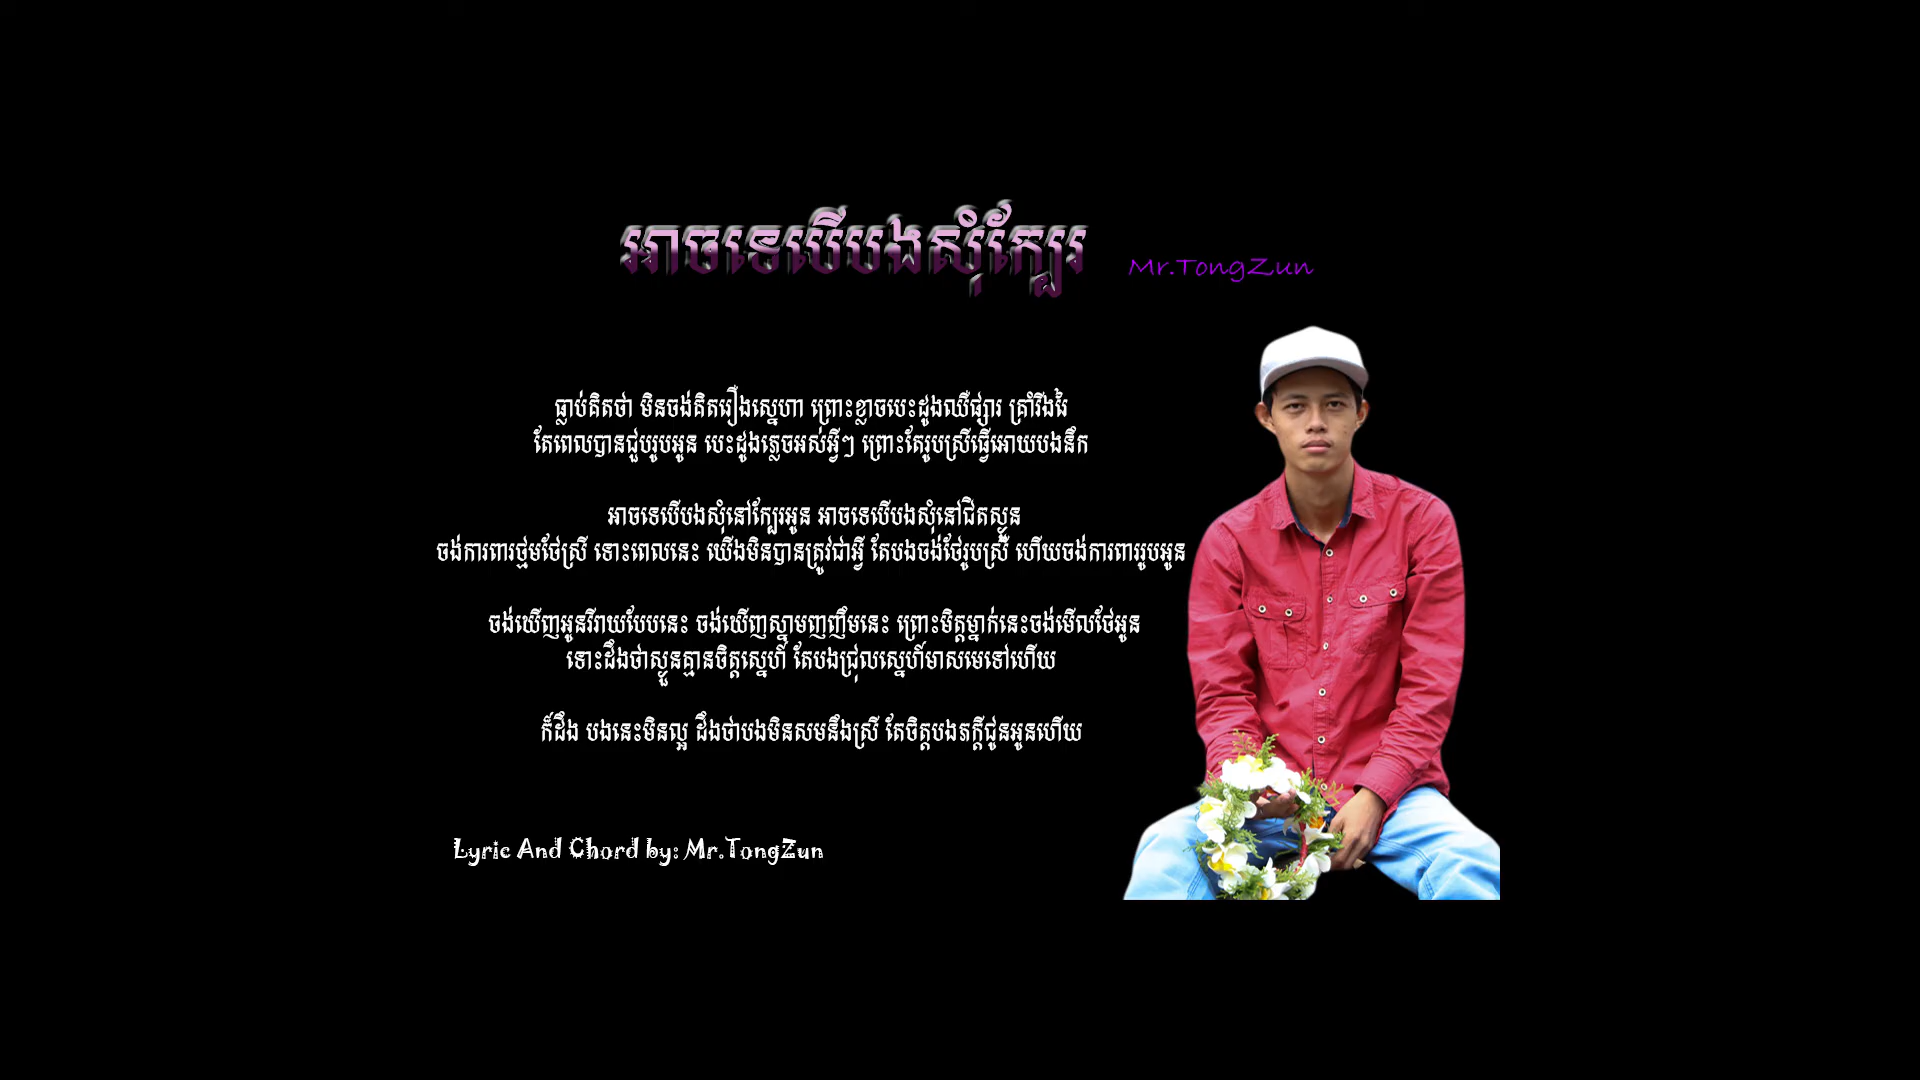 អាចទេបើបងសុំក្បែរ
Mr.TongZun
ធ្លាប់គិតថា មិនចង់គិតរឿងស្នេហា ព្រោះខ្លាចបេះដូងឈឺផ្សារ គ្រាំរីងរៃ
តែពេលបានជួបរូបអូន បេះដូងភ្លេចអស់អ្វីៗ ព្រោះតែរូបស្រីធ្វើអោយបងនឹក
អាចទេបើបងសុំនៅក្បែរអូន អាចទេបើបងសុំនៅជិតស្ងួន
ចង់ការពារថ្មមថែស្រី ទោះពេលនេះ យើងមិនបានត្រូវជាអ្វី តែបងចង់ថែរូបស្រី ហើយចង់ការពាររូបអូន
ចង់ឃើញអូនរីរាយបែបនេះ ចង់ឃើញស្នាមញញឹមនេះ ព្រោះមិត្តម្នាក់នេះចង់មើលថែអូន
ទោះដឹងថាស្ងួនគ្មានចិត្តស្នេហ៍ តែបងជ្រុលស្នេហ៍មាសមេទៅហើយ
ក៏ដឹង បងនេះមិនល្អ ដឹងថាបងមិនសមនឹងស្រី តែចិត្តបងភក្តីជូនអូនហើយ
Lyric And Chord by: Mr.TongZun